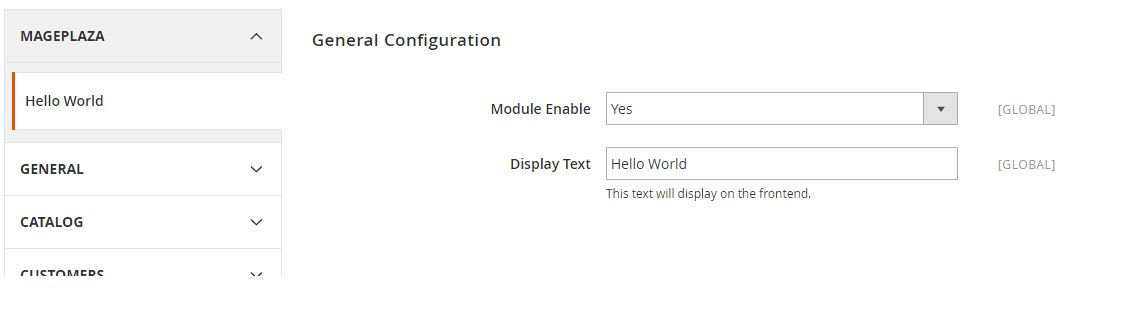 MAGEPLAZA
Hello World
GENERAL
CATALOG
CUSTOMERS
General Configuration
Module Enable Yes [GLOBAL]
Display Text Hello World [GLOBAL]
This text will display on the frontend.